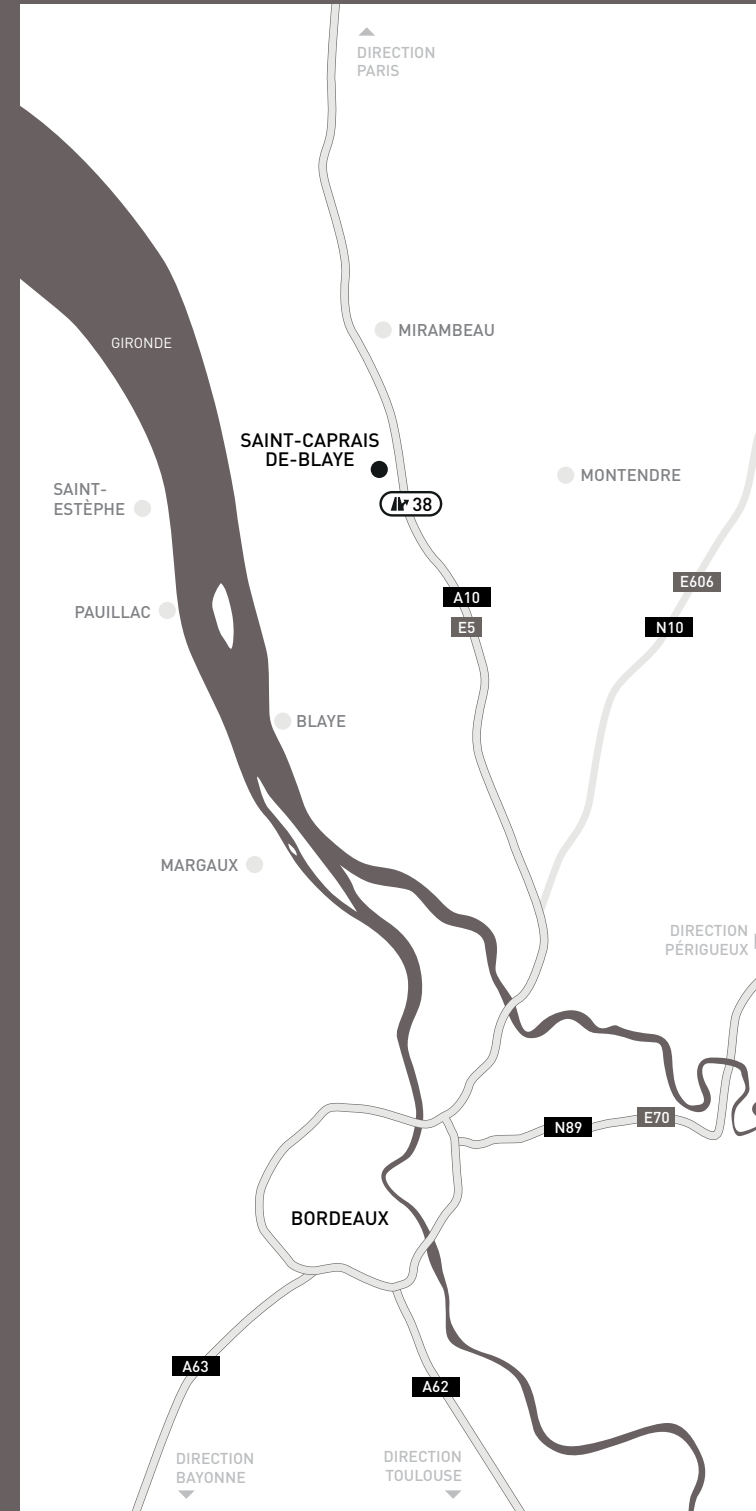 DIRECTION
PARIS
MIRAMBEAU
GIRONDE
SAINT-CAPRAIS
DE-BLAYE
MONTENDRE
SAINT-
ESTÈPHE
38
E606
A10
PAUILLAC
E5
N10
BLAYE
MARGAUX
DIRECTION
PÉRIGUEUX
E70
N89
BORDEAUX
A63
A62
DIRECTION
BAYONNE
DIRECTION
TOULOUSE